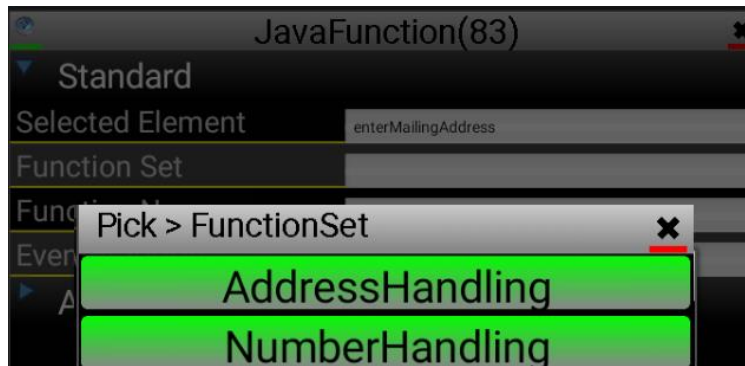 JavaFunction(83)
Standard
Selected Element
enterMailingAddress
Function Set
Pick > FunctionSet
AddressHandling
NumberHandling